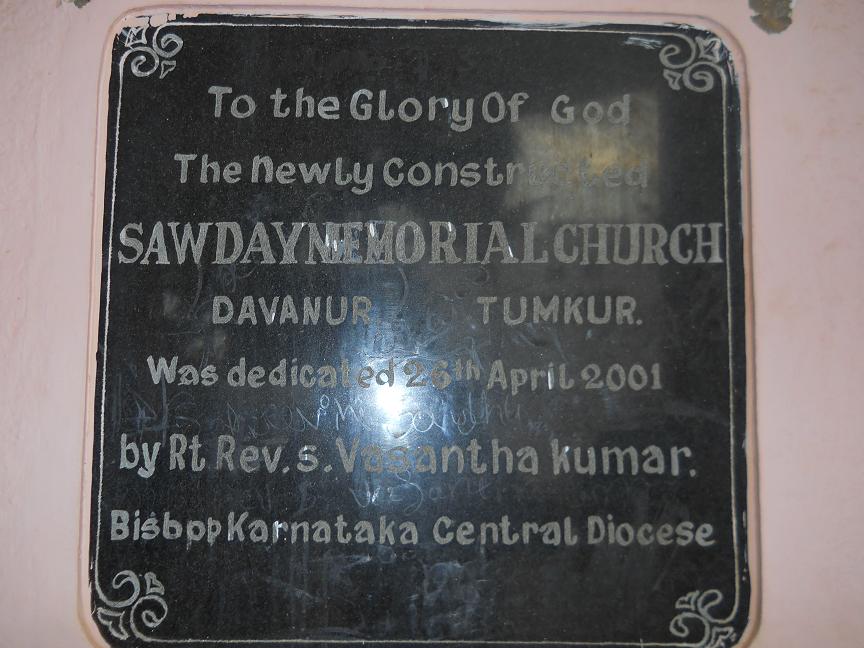 To the Glory Of God
The Newly Constructed
SAWDAY MEMORIAL CHURCH
DAVANUR TUMKUR.
Was dedicated 26th April 2001
by Rt Rev. s. Vasantha kumar.
Bisbop Karnataka Central Diocese